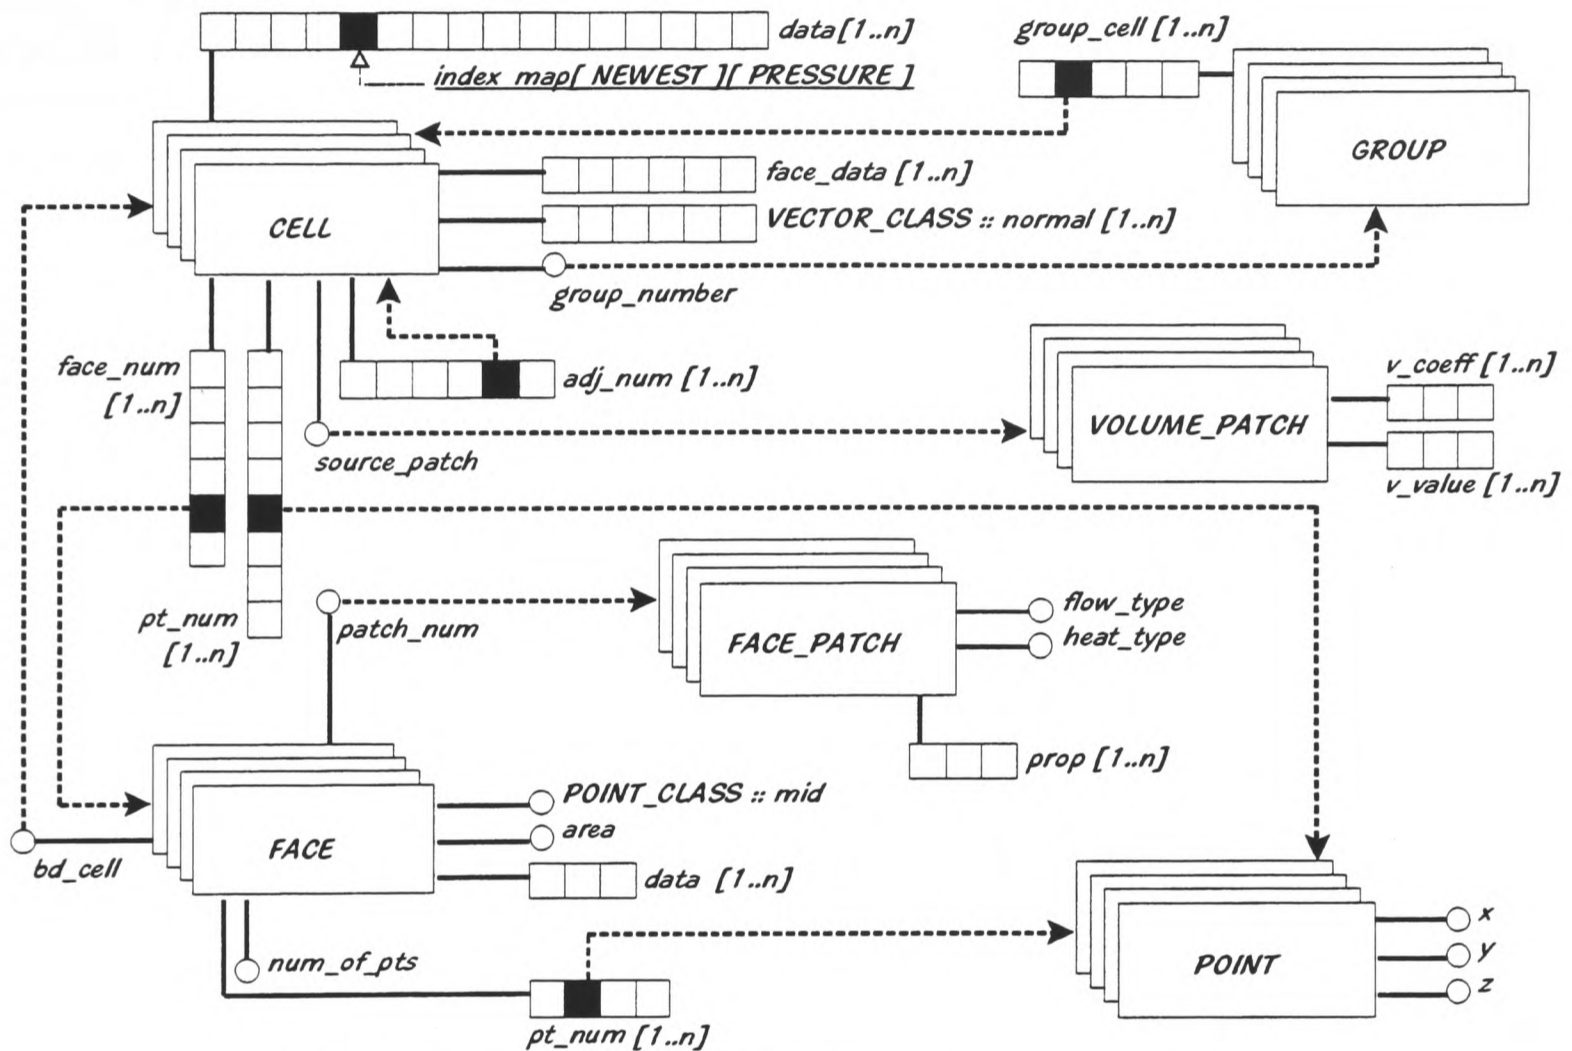 data [1..n]
group_cell [1..n]
index map[ NEWEST ][ PRESSURE ]
GROUP
face_data [1..n]
VECTOR_CLASS :: normal [1..n]
CELL
group_number
face_num
[1..n]
adj_num [1..n]
v_coeff [1..n]
VOLUME_PATCH
source_patch
v_value [1..n]
pt_num
[1..n]
patch_num
FACE_PATCH
flow_type
heat_type
prop [1..n]
POINT_CLASS :: mid
area
FACE
bd_cell
data [1..n]
num_of_pts
POINT
x
y
z
pt_num [1..n]